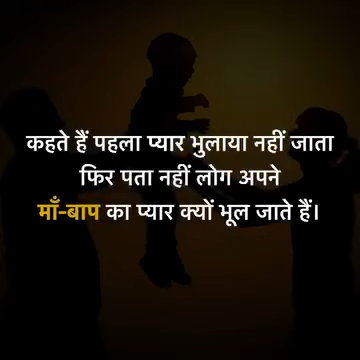 कहते हैं पहला प्यार भुलाया नहीं जाता
फिर पता नहीं लोग अपने
माँ-बाप का प्यार क्यों भूल जाते हैं।